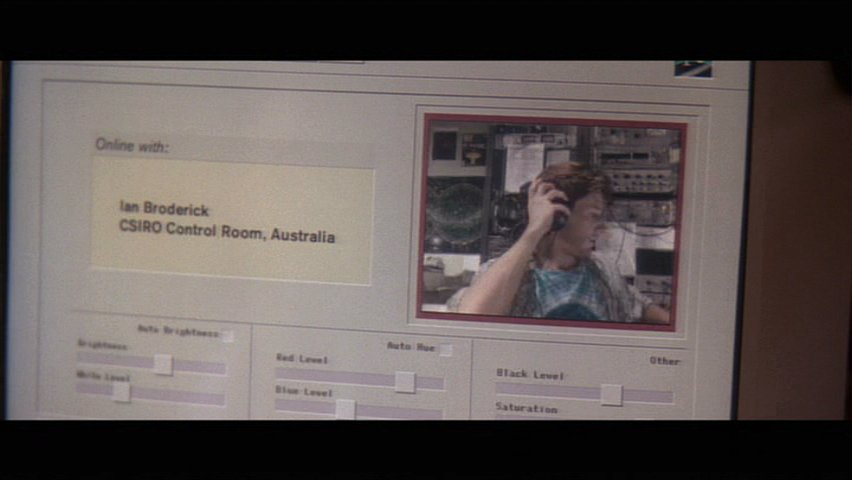 Online with:
Ian Broderick
CSIRO Control Room, Australia
Auto Brightness
Brightness
White Level
Auto Hue
Red Level
Blue Level
Other
Black Level
Saturation